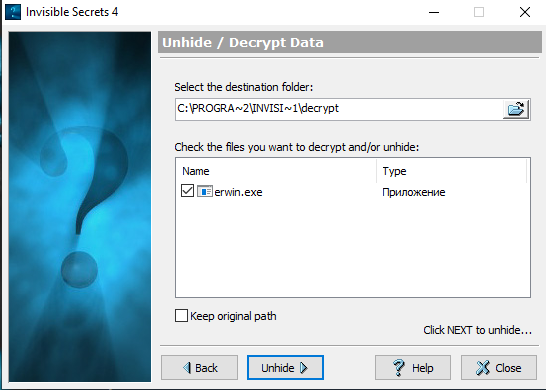 Invisible Secrets 4
Unhide / Decrypt Data
Select the destination folder:
C:\PROGRA~2\INVISI~1\decrypt
Check the files you want to decrypt and/or unhide:
Name Type
erwin.exe Приложение
Keep original path
Click NEXT to unhide...
Back Unhide Help Close